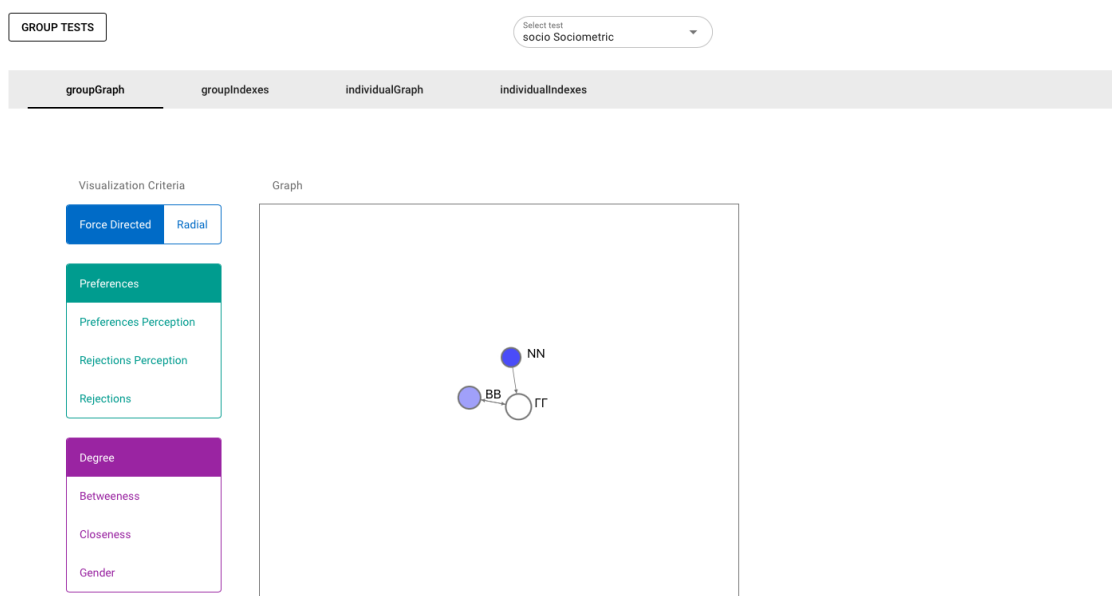 GROUP TESTS
Select test
socio Sociometric
groupGraph groupIndexes individualGraph individualIndexes
Visualization Criteria
Graph
Force Directed Radial
Preferences
Preferences Perception
Rejections Perception
Rejections
Degree
Betweeness
Closeness
Gender
NN
BB
ΓΓ